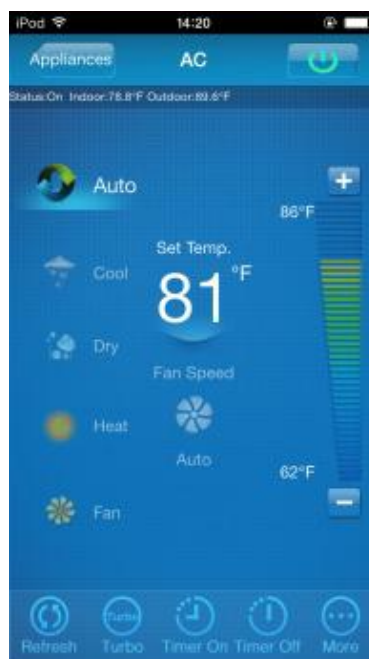 iPod 14:20
Appliances AC
Status:On Indoor:78.8°F Outdoor:89.6°F
Auto
86°F
Set Temp.
Cool
81°F
Dry
Fan Speed
Heat
Auto
62°F
Fan
Turbo
Refresh Turbo Timer On Timer Off More